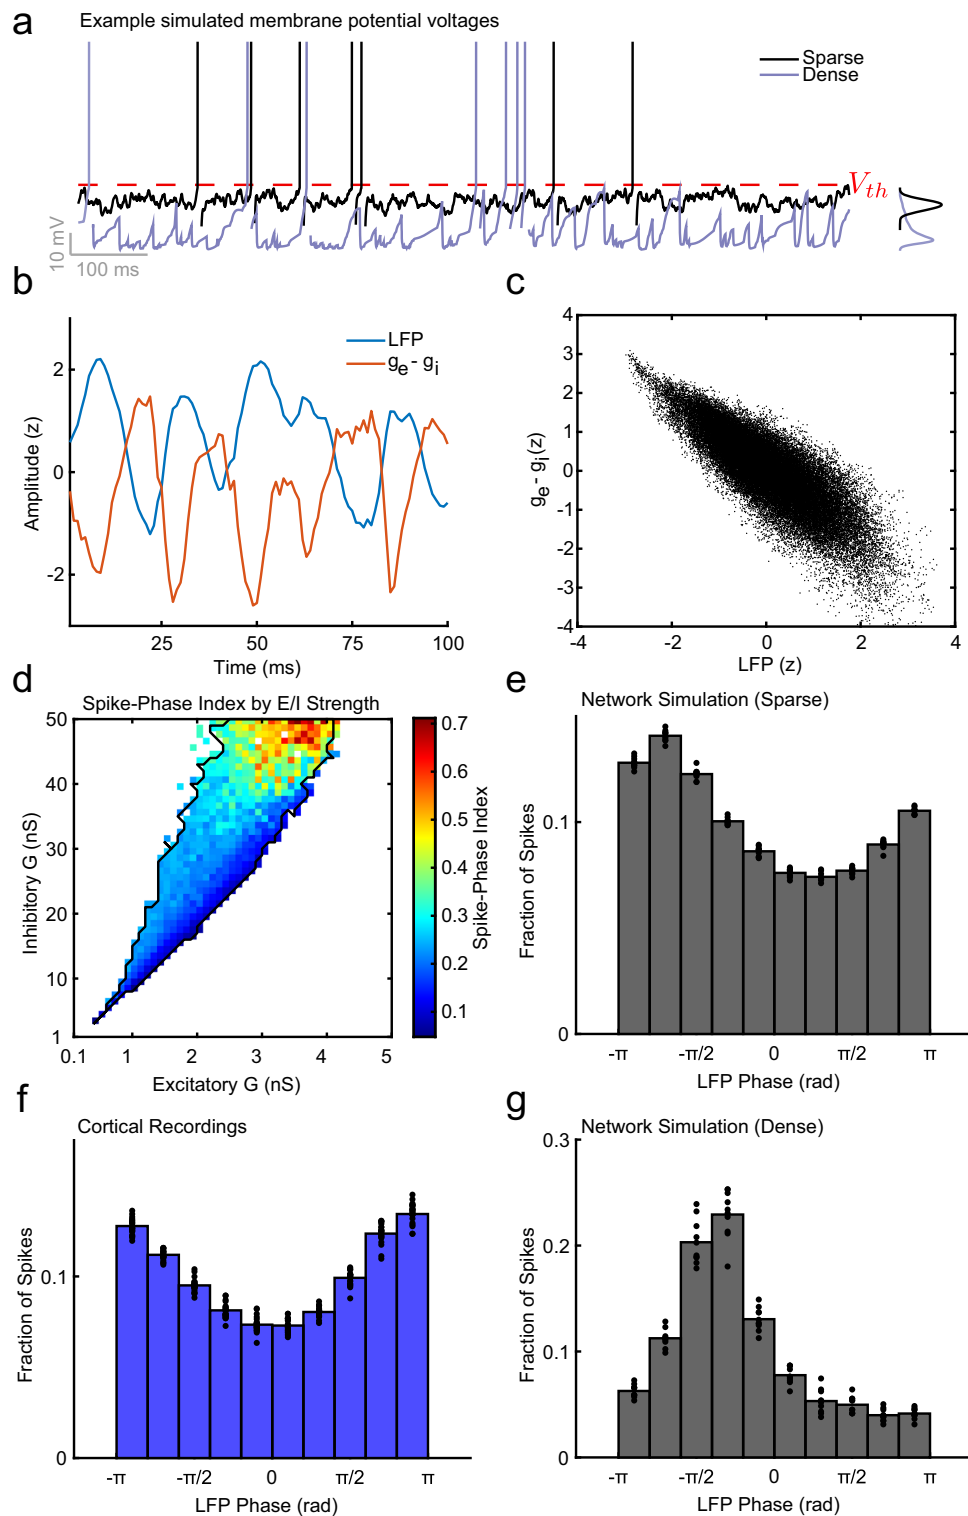 a
Example simulated membrane potential voltages
Sparse
Dense
V_th
10 mV
100 ms
b
LFP
g_e - g_i
2
0
-2
Amplitude (z)
25
50
75
100
Time (ms)
c
4
3
2
1
0
-1
-2
-3
-4
g_e - g_i(z)
-4
-2
0
2
4
LFP (z)
d
Spike-Phase Index by E/I Strength
50
40
30
20
10
1
Inhibitory G (nS)
0.1
1
2
3
4
5
Excitatory G (nS)
0.7
0.6
0.5
0.4
0.3
0.2
0.1
Spike-Phase Index
e
Network Simulation (Sparse)
0.1
0
Fraction of Spikes
-π
-π/2
0
π/2
π
LFP Phase (rad)
f
Cortical Recordings
0.1
0
Fraction of Spikes
-π
-π/2
0
π/2
π
LFP Phase (rad)
g
Network Simulation (Dense)
0.3
0.2
0.1
0
Fraction of Spikes
-π
-π/2
0
π/2
π
LFP Phase (rad)